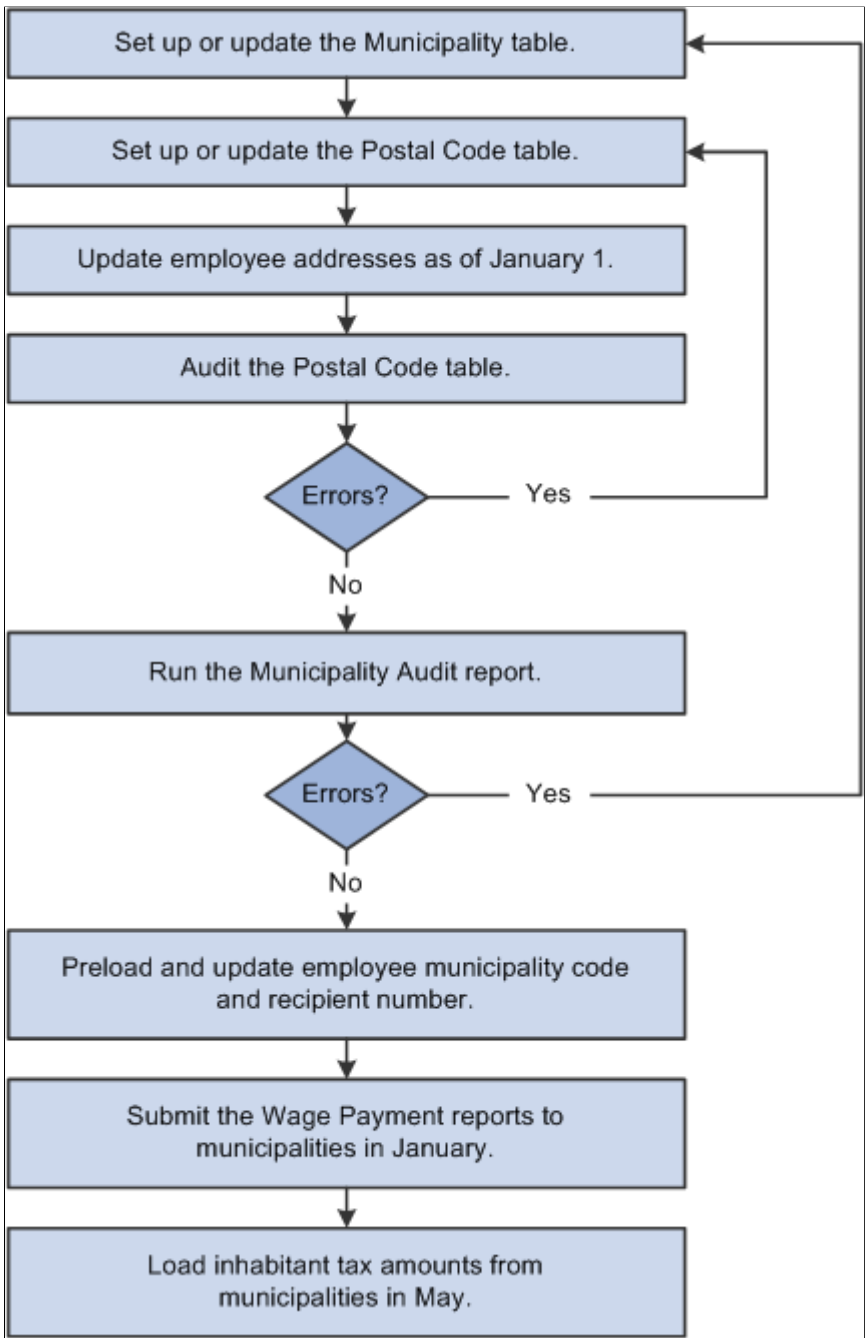 Set up or update the Municipality table.
Set up or update the Postal Code table.
Update employee addresses as of January 1.
Audit the Postal Code table.
Errors?
Yes
No
Run the Municipality Audit report.
Errors?
Yes
No
Preload and update employee municipality code
and recipient number.
Submit the Wage Payment reports to
municipalities in January.
Load inhabitant tax amounts from
municipalities in May.